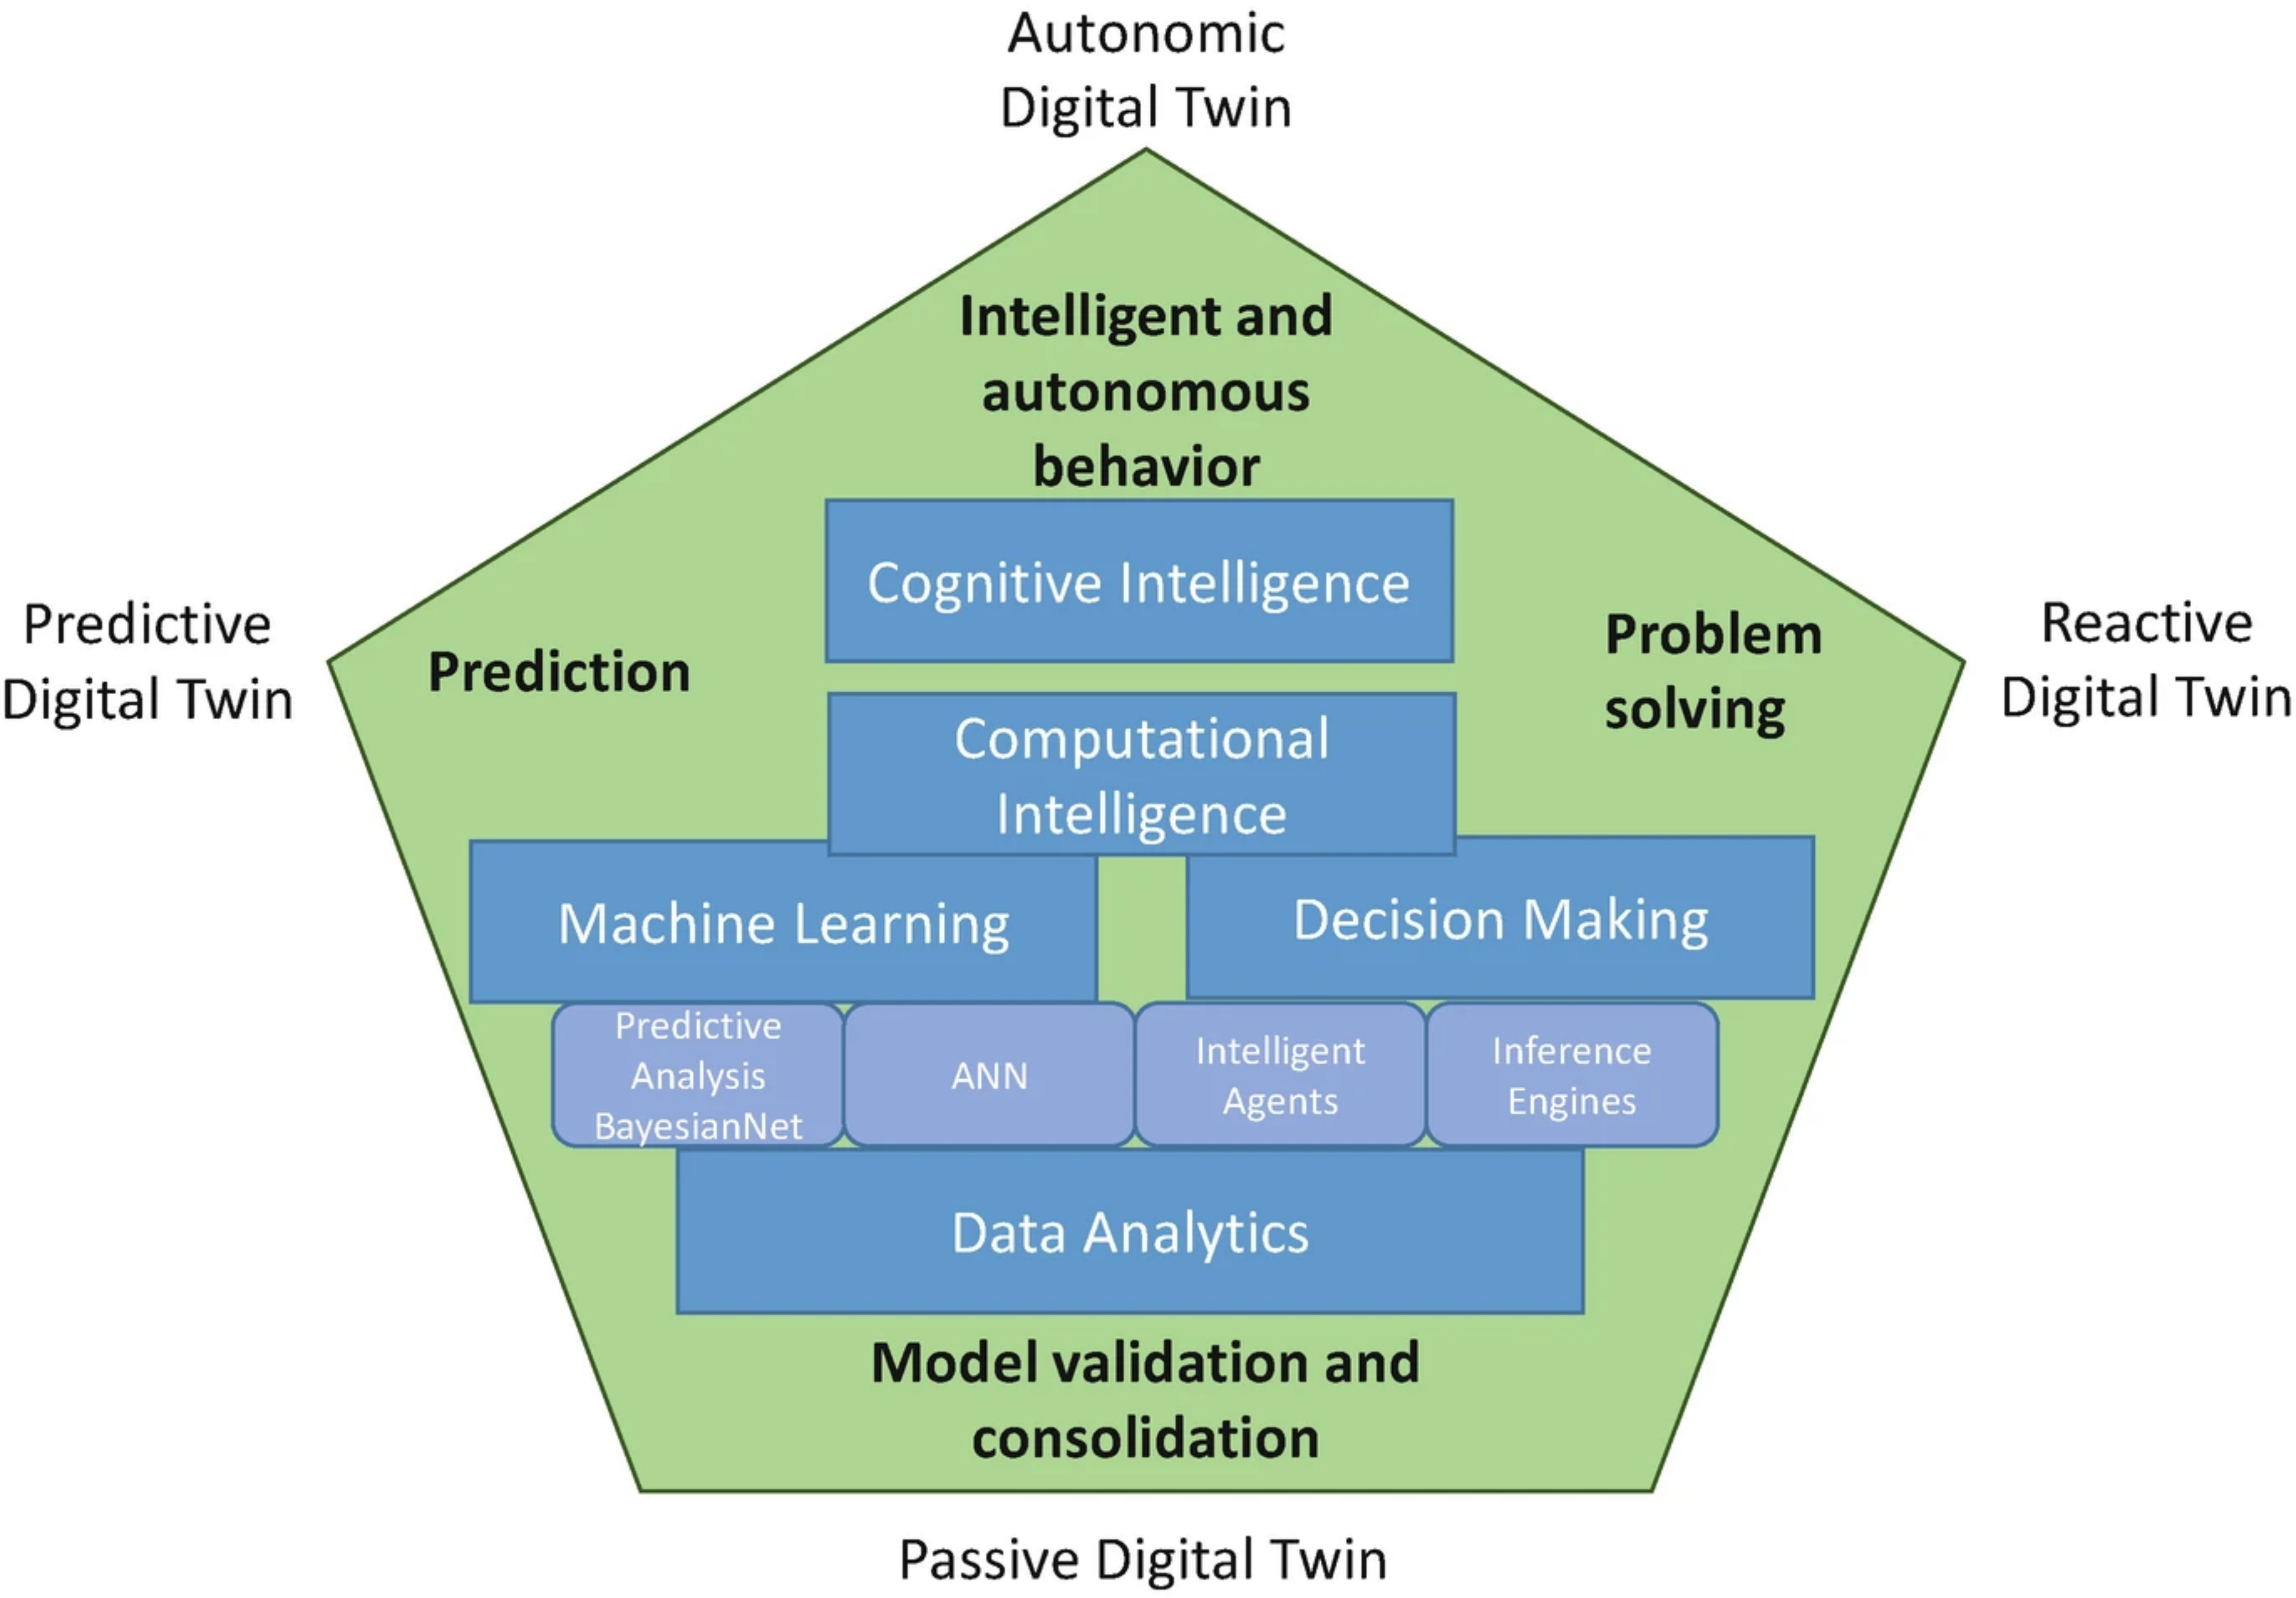 Autonomic
Digital Twin
Intelligent and
autonomous
behavior
Cognitive Intelligence
Predictive
Digital Twin
Prediction
Problem
solving
Reactive
Digital Twin
Computational
Intelligence
Machine Learning
Decision Making
Predictive
Analysis
BayesianNet
ANN
Intelligent
Agents
Inference
Engines
Data Analytics
Model validation and
consolidation
Passive Digital Twin